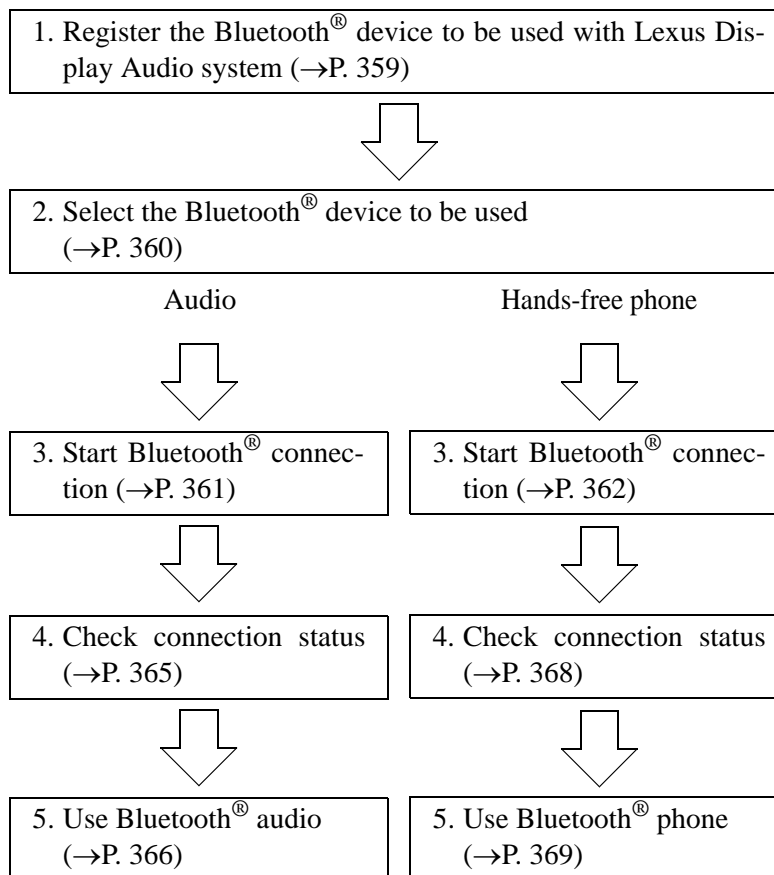 1. Register the Bluetooth® device to be used with Lexus Dis-
play Audio system (→P. 359)
2. Select the Bluetooth® device to be used
(→P. 360)
Audio
Hands-free phone
3. Start Bluetooth® connec-
tion (→P. 361)
3. Start Bluetooth® connec-
tion (→P. 362)
4. Check connection status
(→P. 365)
4. Check connection status
(→P. 368)
5. Use Bluetooth® audio
(→P. 366)
5. Use Bluetooth® phone
(→P. 369)